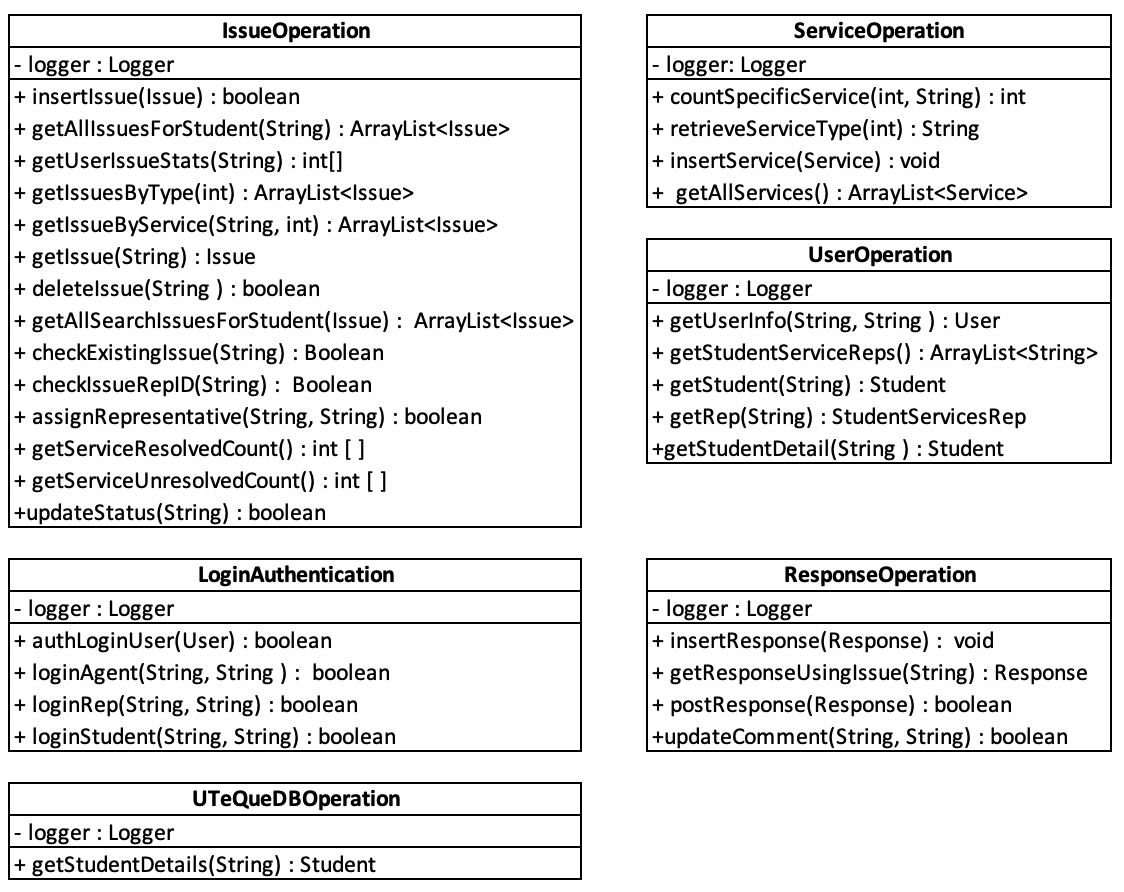 IssueOperation
- logger : Logger
+ insertIssue(Issue) : boolean
+ getAllIssuesForStudent(String) : ArrayList<Issue>
+ getUserIssueStats(String) : int[]
+ getIssuesByType(int) : ArrayList<Issue>
+ getIssueByService(String, int) : ArrayList<Issue>
+ getIssue(String) : Issue
+ deleteIssue(String ) : boolean
+ getAllSearchIssuesForStudent(Issue) :  ArrayList<Issue>
+ checkExistingIssue(String) : Boolean
+ checkIssueRepID(String) :  Boolean
+ assignRepresentative(String, String) : boolean
+ getServiceResolvedCount() : int [ ]
+ getServiceUnresolvedCount() : int [ ]
+updateStatus(String) : boolean
ServiceOperation
- logger: Logger
+ countSpecificService(int, String) : int
+ retrieveServiceType(int) : String
+ insertService(Service) : void
+  getAllServices() : ArrayList<Service>
UserOperation
- logger : Logger
+ getUserInfo(String, String ) : User
+ getStudentServiceReps() : ArrayList<String>
+ getStudent(String) : Student
+ getRep(String) : StudentServicesRep
+getStudentDetail(String ) : Student
LoginAuthentication
- logger : Logger
+ authLoginUser(User) : boolean
+ loginAgent(String, String ) :  boolean
+ loginRep(String, String) : boolean
+ loginStudent(String, String) : boolean
ResponseOperation
- logger : Logger
+ insertResponse(Response) :  void
+ getResponseUsingIssue(String) : Response
+ postResponse(Response) : boolean
+updateComment(String, String) : boolean
UTeQueDBOperation
- logger : Logger
+ getStudentDetails(String) : Student